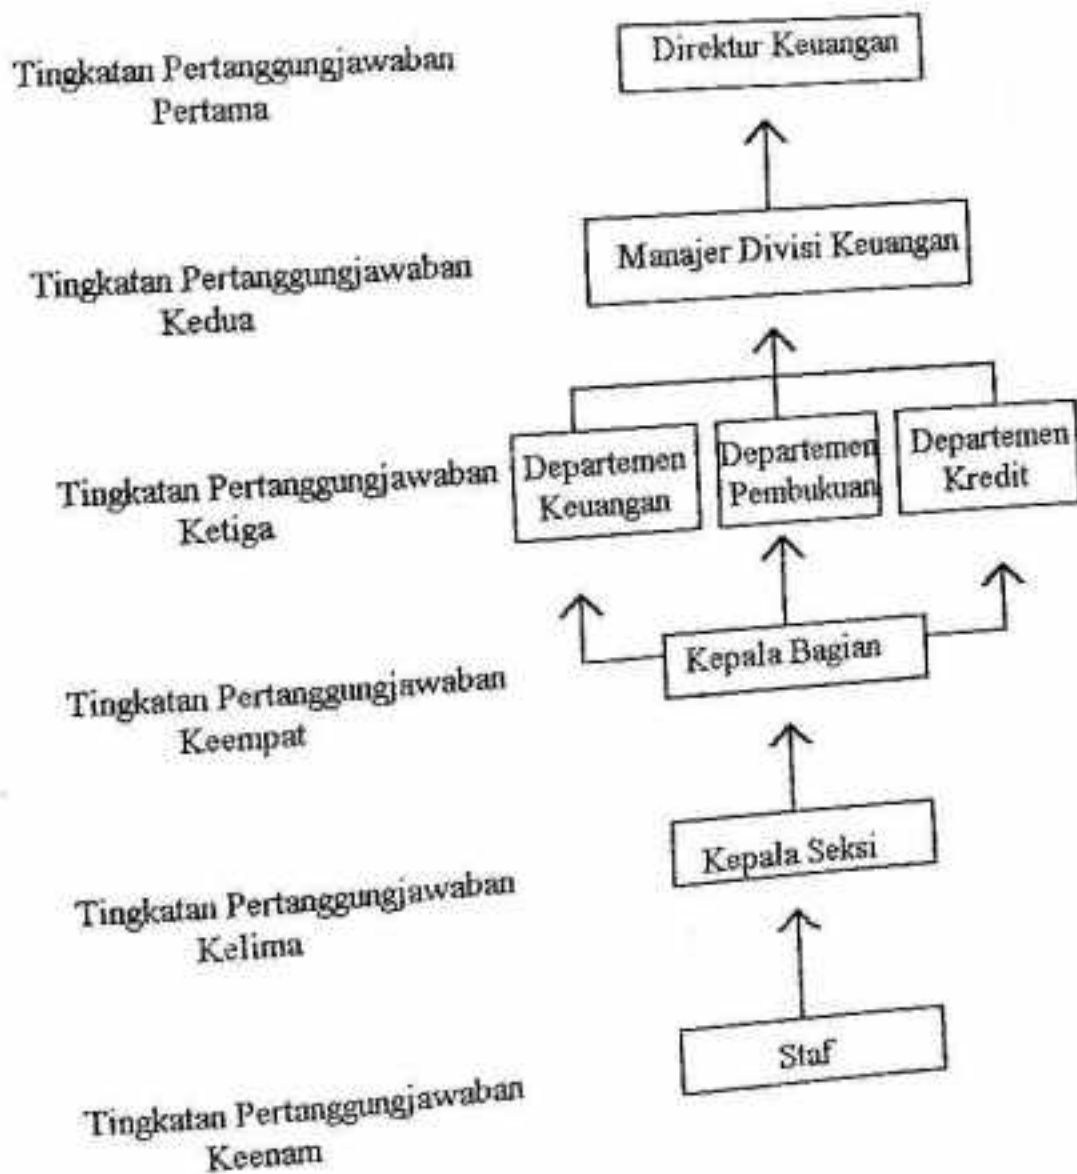 Tingkatan Pertanggungjawaban
Pertama
Direktur Keuangan
Tingkatan Pertanggungjawaban
Kedua
Manajer Divisi Keuangan
Tingkatan Pertanggungjawaban
Ketiga
Departemen
Keuangan
Departemen
Pembukuan
Departemen
Kredit
Tingkatan Pertanggungjawaban
Keempat
Kepala Bagian
Tingkatan Pertanggungjawaban
Kelima
Kepala Seksi
Tingkatan Pertanggungjawaban
Keenam
Staf